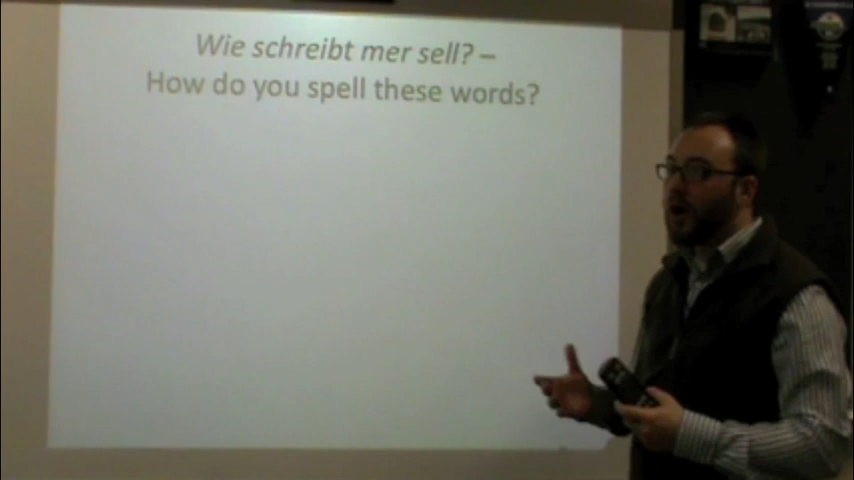 Wie schreibt mer sell? –
How do you spell these words?